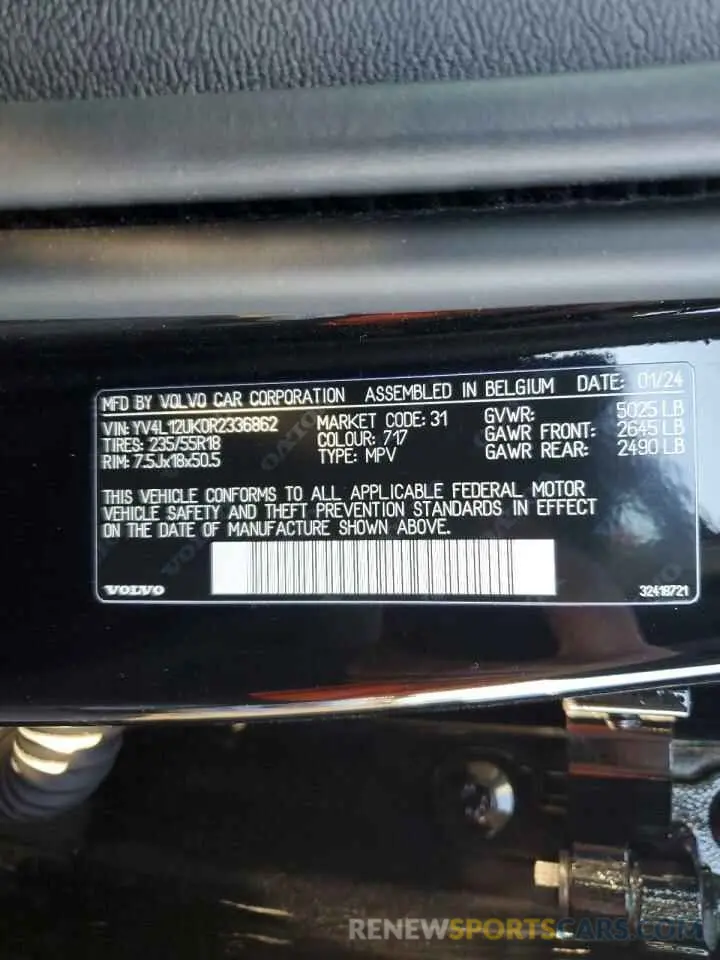 MFD BY VOLVO CAR CORPORATION ASSEMBLED IN BELGIUM DATE: 01/24
VIN: YV4L12UK0R2336862 MARKET CODE: 31 GVWR: 5025 LB
TIRES: 235/55R18 COLOUR: 717 GAWR FRONT: 2645 LB
RIM: 7.5Jx18x50.5 TYPE: MPV GAWR REAR: 2490 LB
THIS VEHICLE CONFORMS TO ALL APPLICABLE FEDERAL MOTOR
VEHICLE SAFETY AND THEFT PREVENTION STANDARDS IN EFFECT
ON THE DATE OF MANUFACTURE SHOWN ABOVE.
VOLVO 32418721
RENEWSPORTSCARS.COM